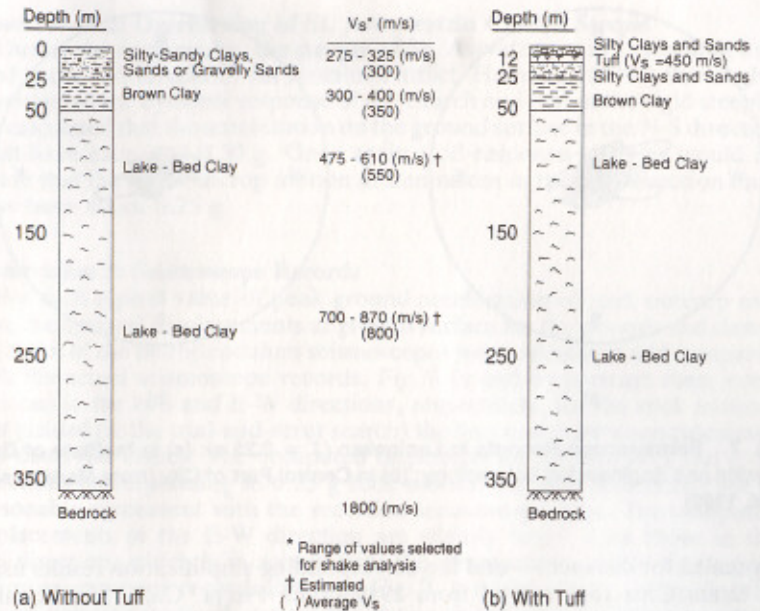 Depth (m)
Vs* (m/s)
Depth (m)
0
Silty-Sandy Clays,
Sands or Gravelly Sands
275 - 325 (m/s)
(300)
25
Brown Clay
300 - 400 (m/s)
(350)
50
Lake - Bed Clay
475 - 610 (m/s) †
(550)
150
Lake - Bed Clay
700 - 870 (m/s) †
(800)
250
350
Bedrock
1800 (m/s)
* Range of values selected
for shake analysis
† Estimated
( ) Average Vs
(a) Without Tuff
0
Silty Clays and Sands
12
Tuff (Vs =450 m/s)
25
Silty Clays and Sands
50
Brown Clay
Lake - Bed Clay
150
250
Lake - Bed Clay
350
Bedrock
(b) With Tuff